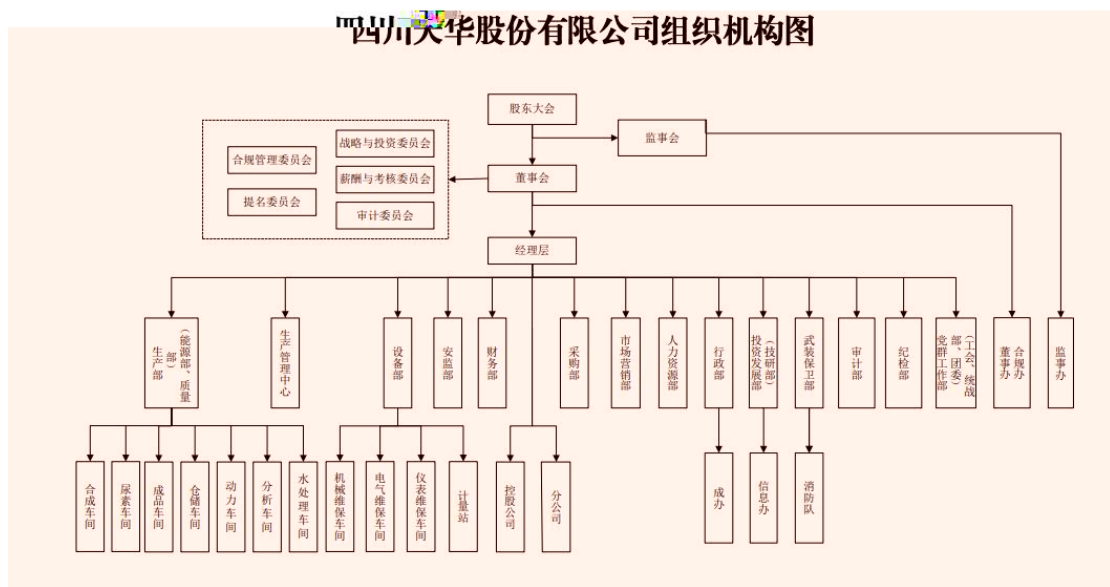 四川天华股份有限公司组织机构图
股东大会
监事会
战略与投资委员会
合规管理委员会
薪酬与考核委员会
董事会
提名委员会
审计委员会
经理层
生产部
（能源部、质量部）
生产管理中心
设备部
安监部
财务部
采购部
市场营销部
人力资源部
行政部
投资发展部
（技研部）
武装保卫部
审计部
纪检部
党群工作部
（工会、统战部、团委）
董事办
合规办
监事办
合成车间
尿素车间
成品车间
仓储车间
动力车间
分析车间
水处理车间
机械维保车间
电气维保车间
仪表维保车间
计量站
控股公司
分公司
成办
信息办
消防队